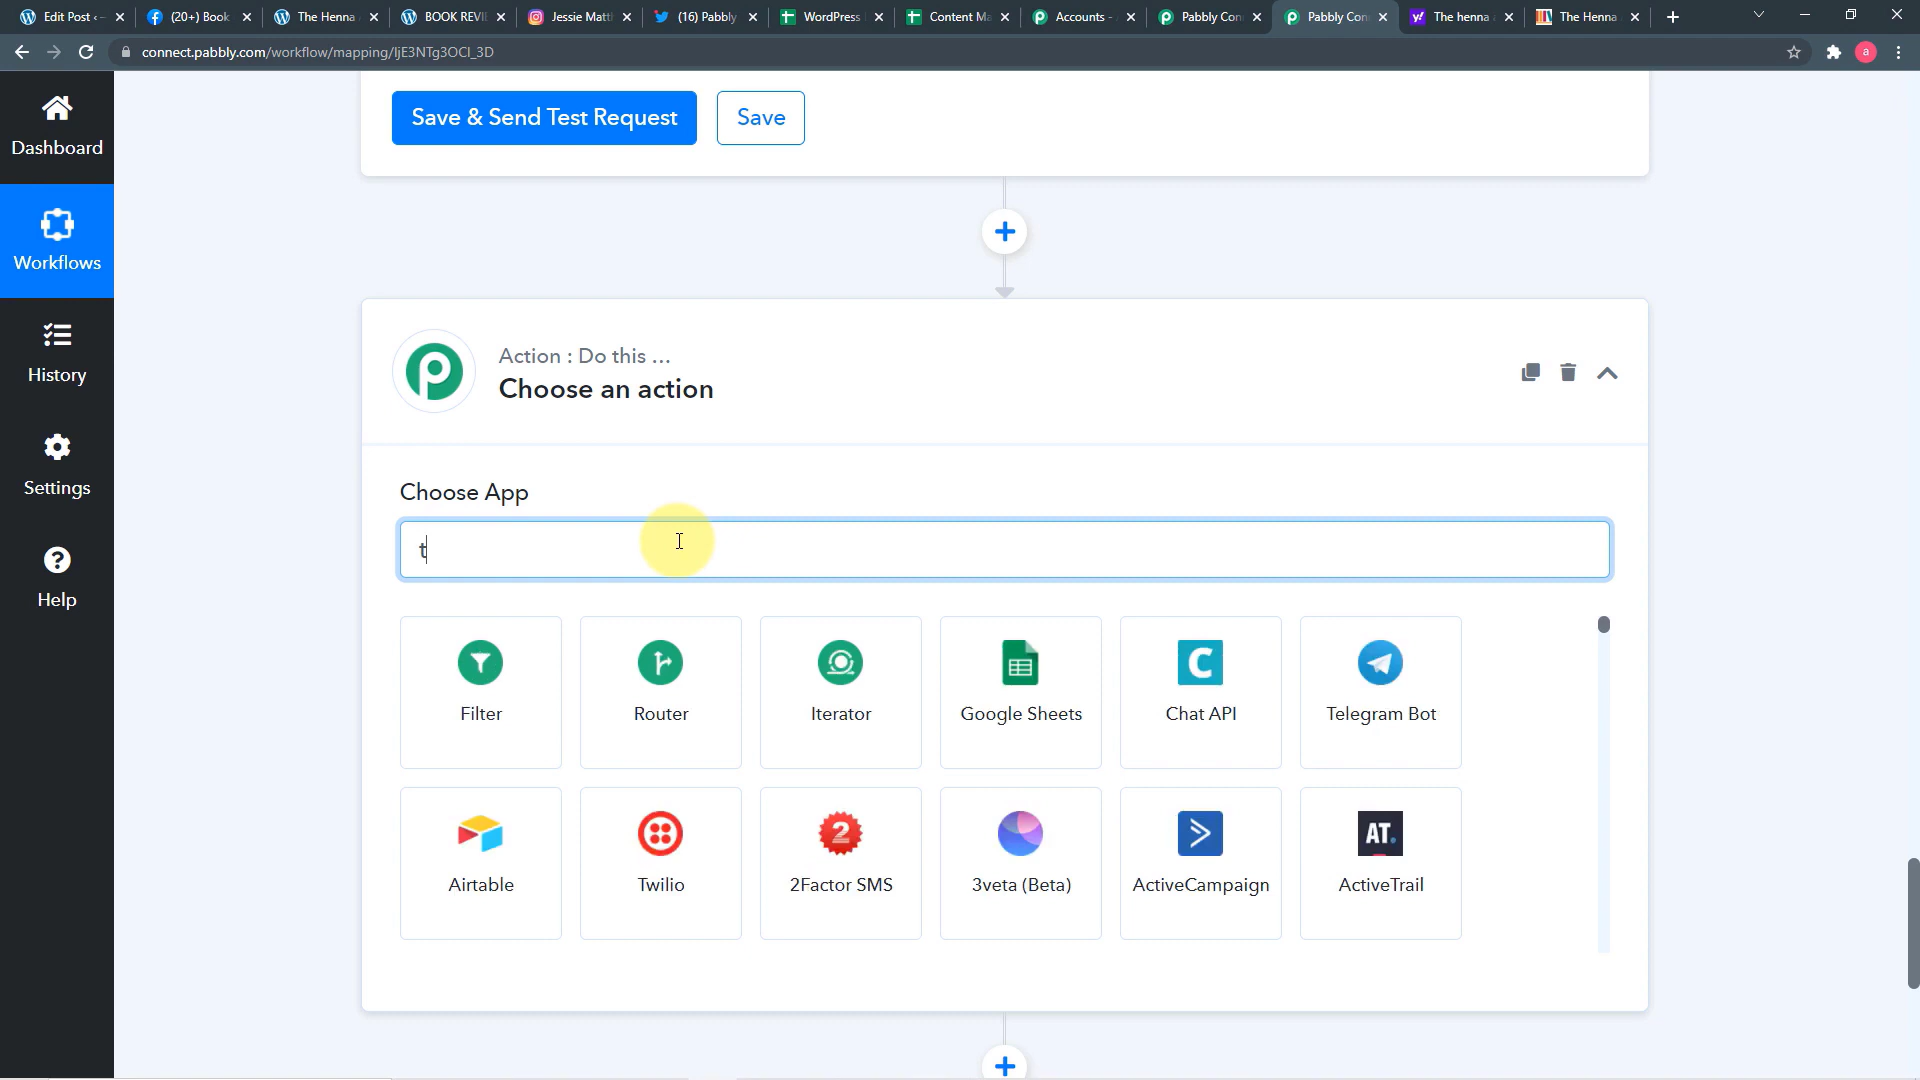 Edit Post ‹
(20+) Book
The Henna
BOOK REVI
Jessie Matt
(16) Pabbly
WordPress
Content Ma
Accounts -
Pabbly Con
Pabbly Con
The henna
The Henna
connect.pabbly.com/workflow/mapping/IjE3NTg3OCI_3D
a
Dashboard
Workflows
History
Settings
Help
Save & Send Test Request
Save
Action : Do this ...
Choose an action
Choose App
t
Filter
Router
Iterator
Google Sheets
C
Chat API
Telegram Bot
Airtable
Twilio
2
2Factor SMS
3veta (Beta)
ActiveCampaign
AT.
ActiveTrail